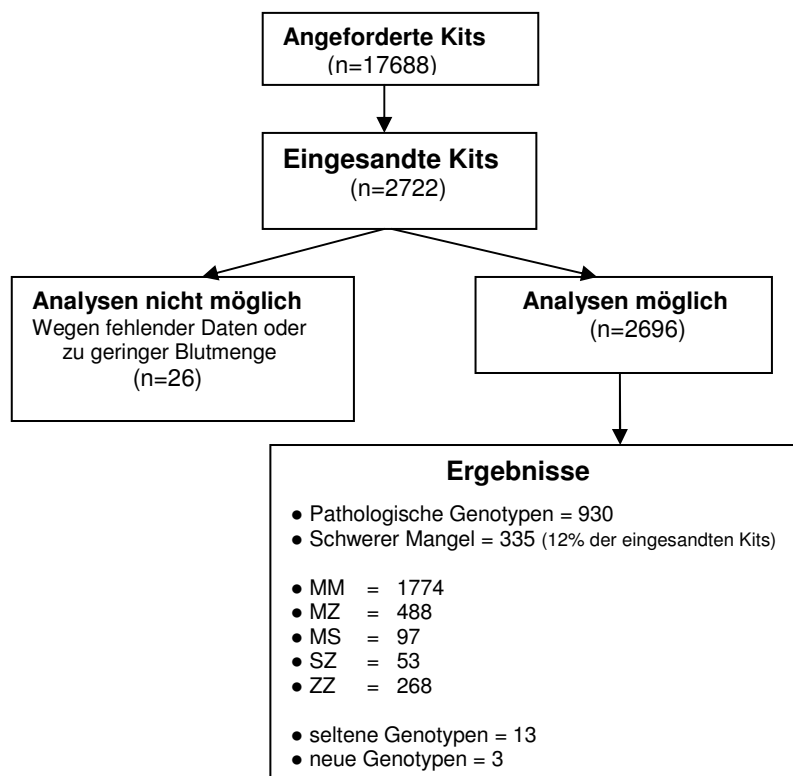 Angeforderte Kits
(n=17688)
Eingesandte Kits
(n=2722)
Analysen nicht möglich
Wegen fehlender Daten oder
zu geringer Blutmenge
(n=26)
Analysen möglich
(n=2696)
Ergebnisse
● Pathologische Genotypen = 930
● Schwerer Mangel = 335 (12% der eingesandten Kits)
● MM = 1774
● MZ = 488
● MS = 97
● SZ = 53
● ZZ = 268
● seltene Genotypen = 13
● neue Genotypen = 3